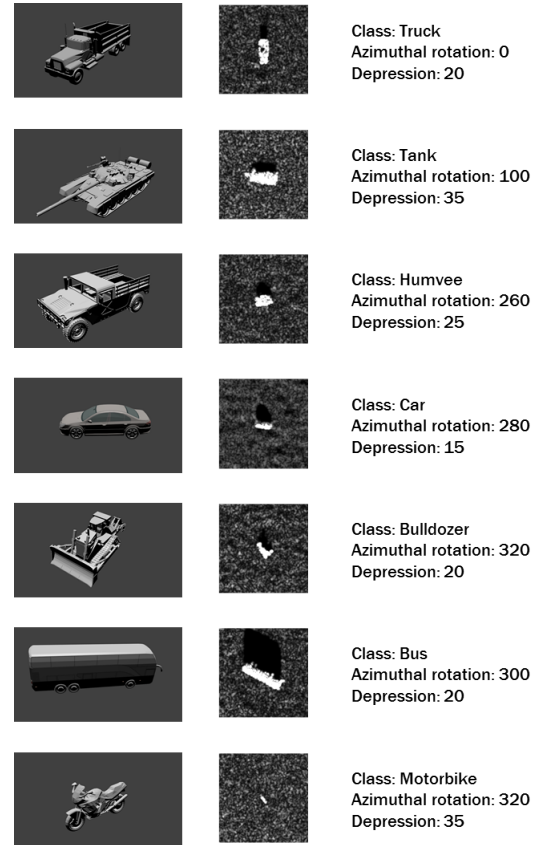 Class: Truck
Azimuthal rotation: 0
Depression: 20
Class: Tank
Azimuthal rotation: 100
Depression: 35
Class: Humvee
Azimuthal rotation: 260
Depression: 25
Class: Car
Azimuthal rotation: 280
Depression: 15
Class: Bulldozer
Azimuthal rotation: 320
Depression: 20
Class: Bus
Azimuthal rotation: 300
Depression: 20
Class: Motorbike
Azimuthal rotation: 320
Depression: 35